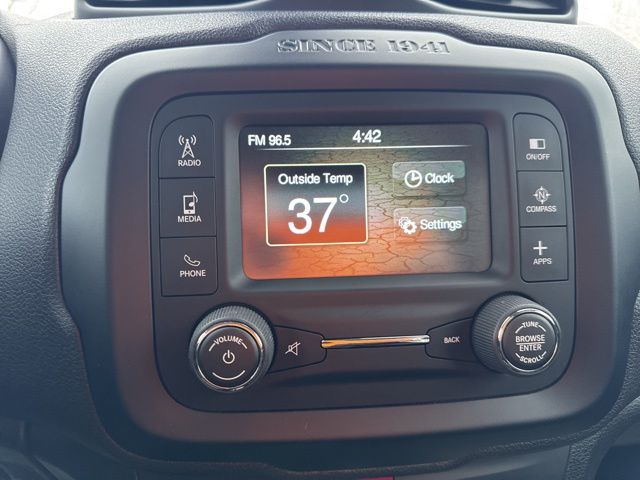 SINCE 1941
FM 96.5 4:42
RADIO
MEDIA
PHONE
Outside Temp
37°
Clock
Settings
ON/OFF
N
COMPASS
APPS
VOLUME
BACK
TUNE
BROWSE
ENTER
SCROLL